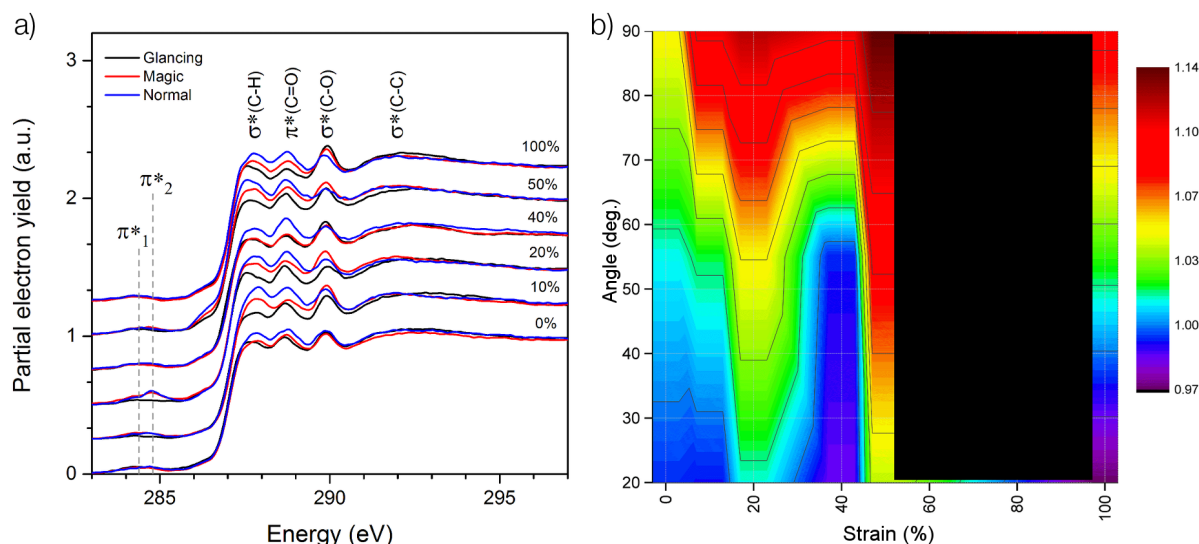 a)
Partial electron yield (a.u.)
3
2
1
0
Glancing
Magic
Normal
σ*(C-H)
π*(C=O)
σ*(C-O)
σ*(C-C)
π*₁
π*₂
100%
50%
40%
20%
10%
0%
285
290
295
Energy (eV)
b)
Angle (deg.)
90
80
70
60
50
40
30
20
0
20
40
60
80
100
Strain (%)
1.14
1.10
1.07
1.04
1.00
0.97